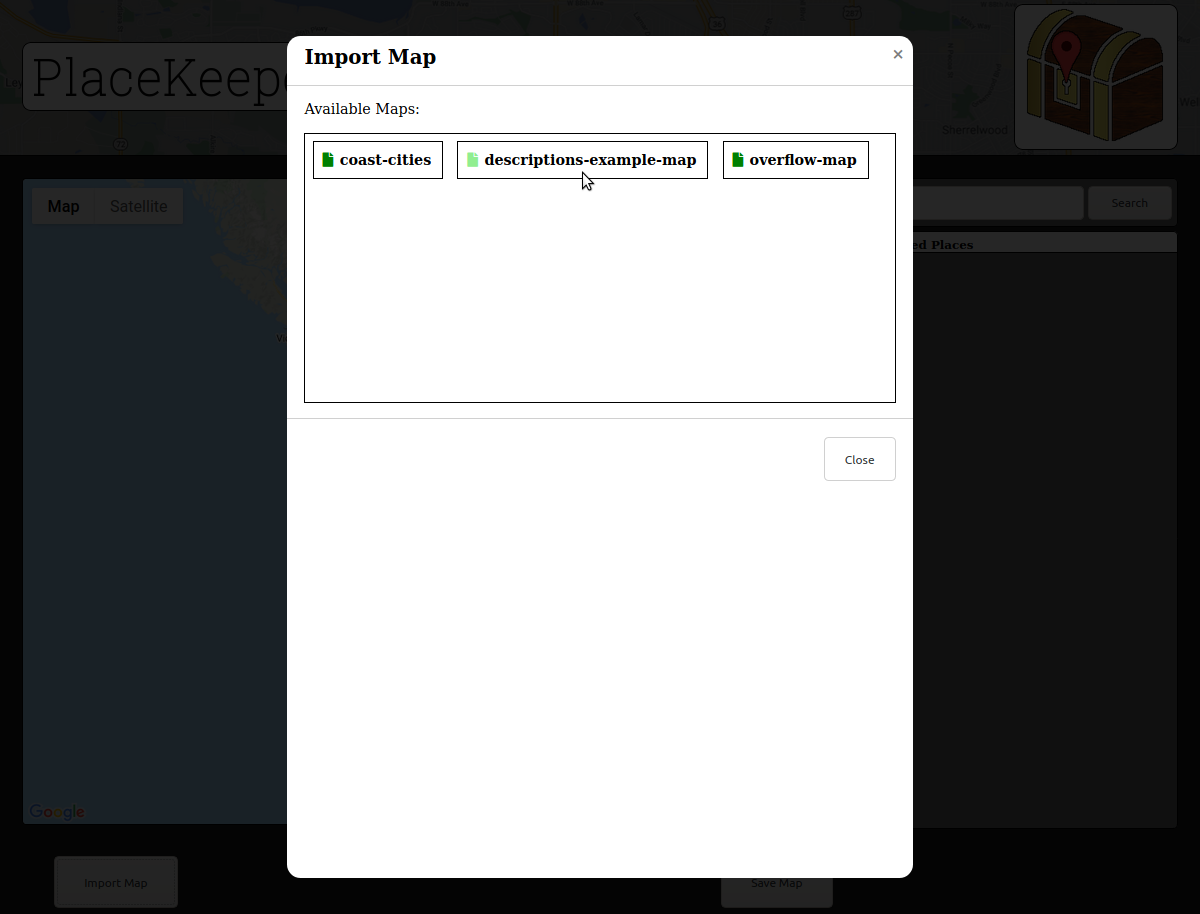 PlaceKeepe
Import Map
×
Available Maps:
coast-cities
descriptions-example-map
overflow-map
Close
Map
Satellite
Search
ed Places
Sherrelwood
Google
Import Map
Save Map